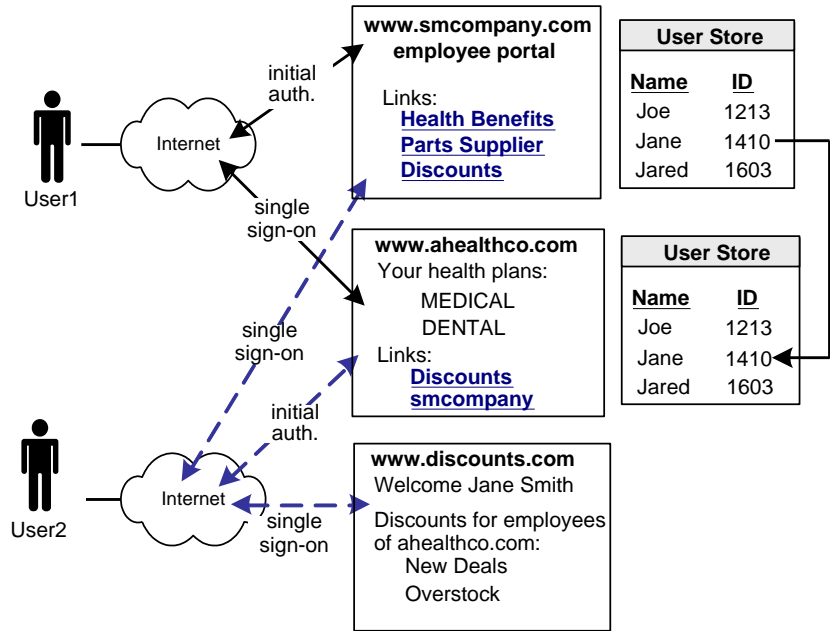 www.smcompany.com
employee portal
Links:
Health Benefits
Parts Supplier
Discounts
User Store
Name ID
Joe 1213
Jane 1410
Jared 1603
initial
auth.
Internet
User1
single
sign-on
www.ahealthco.com
Your health plans:
MEDICAL
DENTAL
Links:
Discounts
smcompany
User Store
Name ID
Joe 1213
Jane 1410
Jared 1603
single
sign-on
initial
auth.
Internet
User2
single
sign-on
www.discounts.com
Welcome Jane Smith
Discounts for employees
of ahealthco.com:
New Deals
Overstock